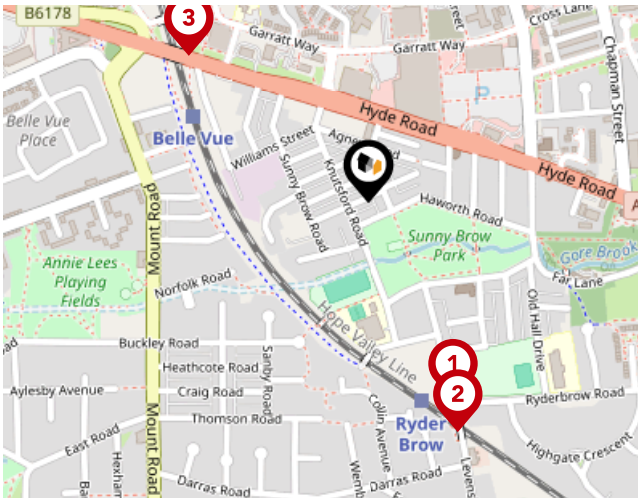 B6178
3
Garratt Way
Garratt Way
Cross Lane
Chapman Street
P
Hyde Road
Hyde Road
A
Belle Vue
Place
Belle Vue
Williams Street
Sunny Brow Road
Knutsford Road
Haworth Road
Sunny Brow
Park
Gore Brook
Far Lane
Mount Road
Annie Lees
Playing
Fields
Norfolk Road
Hope Valley Line
Old Hall Drive
Buckley Road
Heathcote Road
Sanby Road
Aylesby Avenue
Craig Road
Thomson Road
1
2
Ryder
Brow
Ryderbrow Road
Collin Avenue
Highgate Crescent
East Road
Mount Road
Darras Road
Darras Road